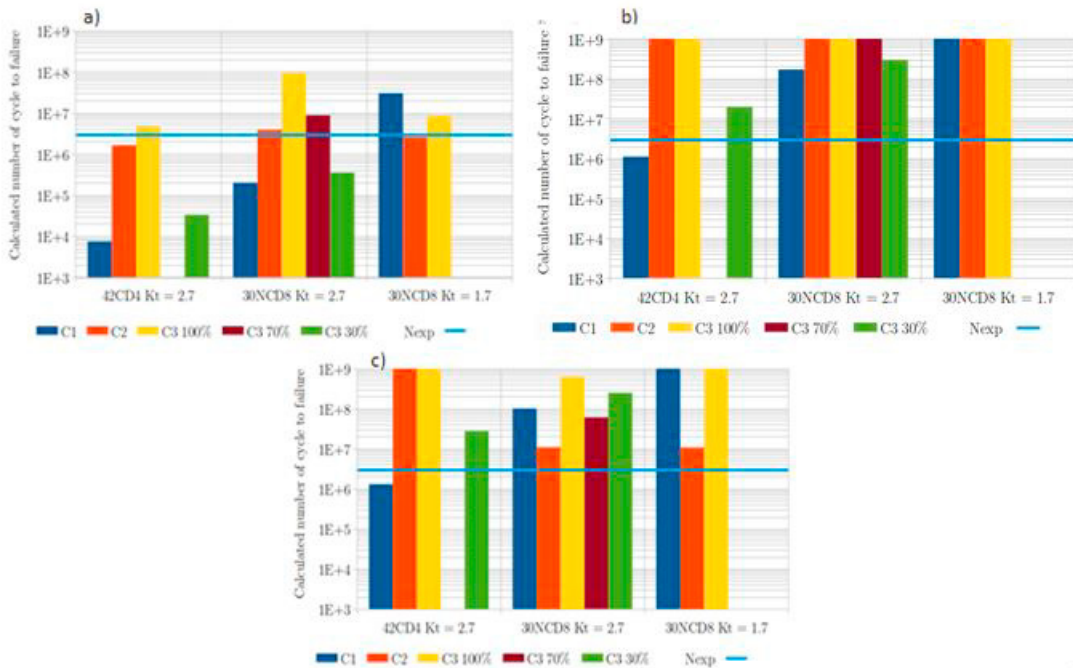 a)
Calculated number of cycle to failure
1E+9
1E+8
1E+7
1E+6
1E+5
1E+4
1E+3
42CD4 Kt = 2.7 30NCD8 Kt = 2.7 30NCD8 Kt = 1.7
C1 C2 C3 100% C3 70% C3 30% Nexp
b)
Calculated number of cycle to failure
1E+9
1E+8
1E+7
1E+6
1E+5
1E+4
1E+3
42CD4 Kt = 2.7 30NCD8 Kt = 2.7 30NCD8 Kt = 1.7
C1 C2 C3 100% C3 70% C3 30% Nexp
c)
Calculated number of cycle to failure
1E+9
1E+8
1E+7
1E+6
1E+5
1E+4
1E+3
42CD4 Kt = 2.7 30NCD8 Kt = 2.7 30NCD8 Kt = 1.7
C1 C2 C3 100% C3 70% C3 30% Nexp